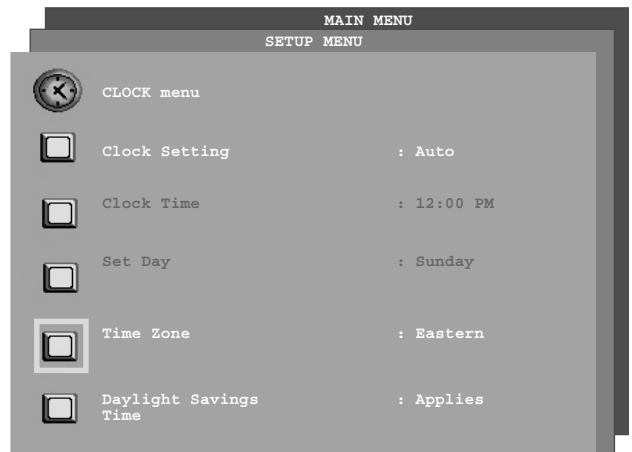 MAIN MENU
SETUP MENU
CLOCK menu
Clock Setting : Auto
Clock Time : 12:00 PM
Set Day : Sunday
Time Zone : Eastern
Daylight Savings : Applies
Time